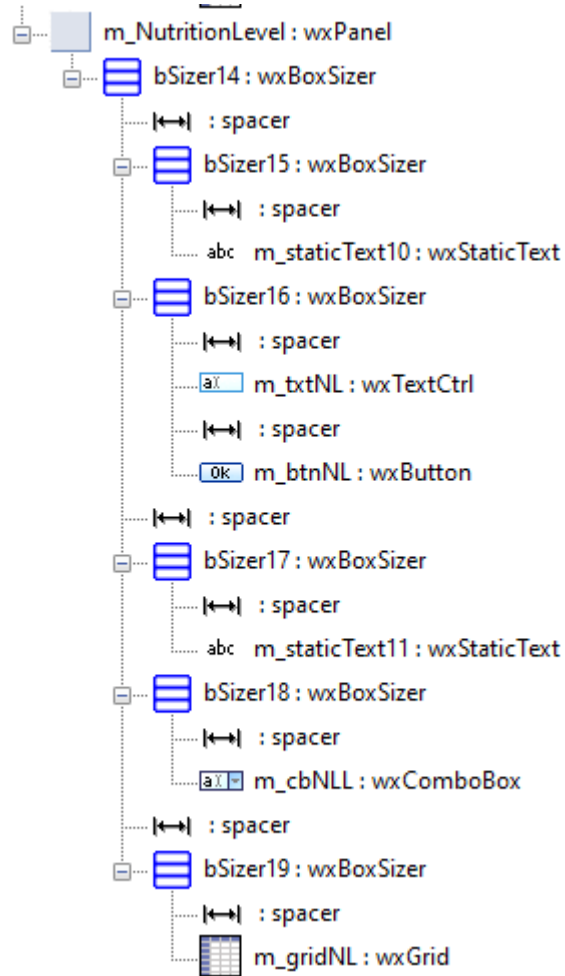 m_NutritionLevel : wxPanel
bSizer14 : wxBoxSizer
: spacer
bSizer15 : wxBoxSizer
: spacer
abc m_staticText10 : wxStaticText
bSizer16 : wxBoxSizer
: spacer
a m_txtNL : wxTextCtrl
: spacer
Ok m_btnNL : wxButton
: spacer
bSizer17 : wxBoxSizer
: spacer
abc m_staticText11 : wxStaticText
bSizer18 : wxBoxSizer
: spacer
a m_cbNLL : wxComboBox
: spacer
bSizer19 : wxBoxSizer
: spacer
m_gridNL : wxGrid